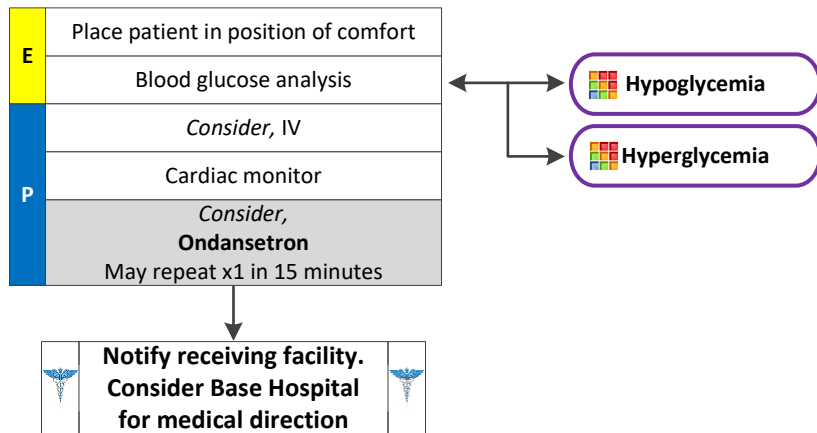 E
Place patient in position of comfort
Blood glucose analysis
Hypoglycemia
Hyperglycemia
P
Consider, IV
Cardiac monitor
Consider,
Ondansetron
May repeat x1 in 15 minutes
Notify receiving facility.
Consider Base Hospital
for medical direction